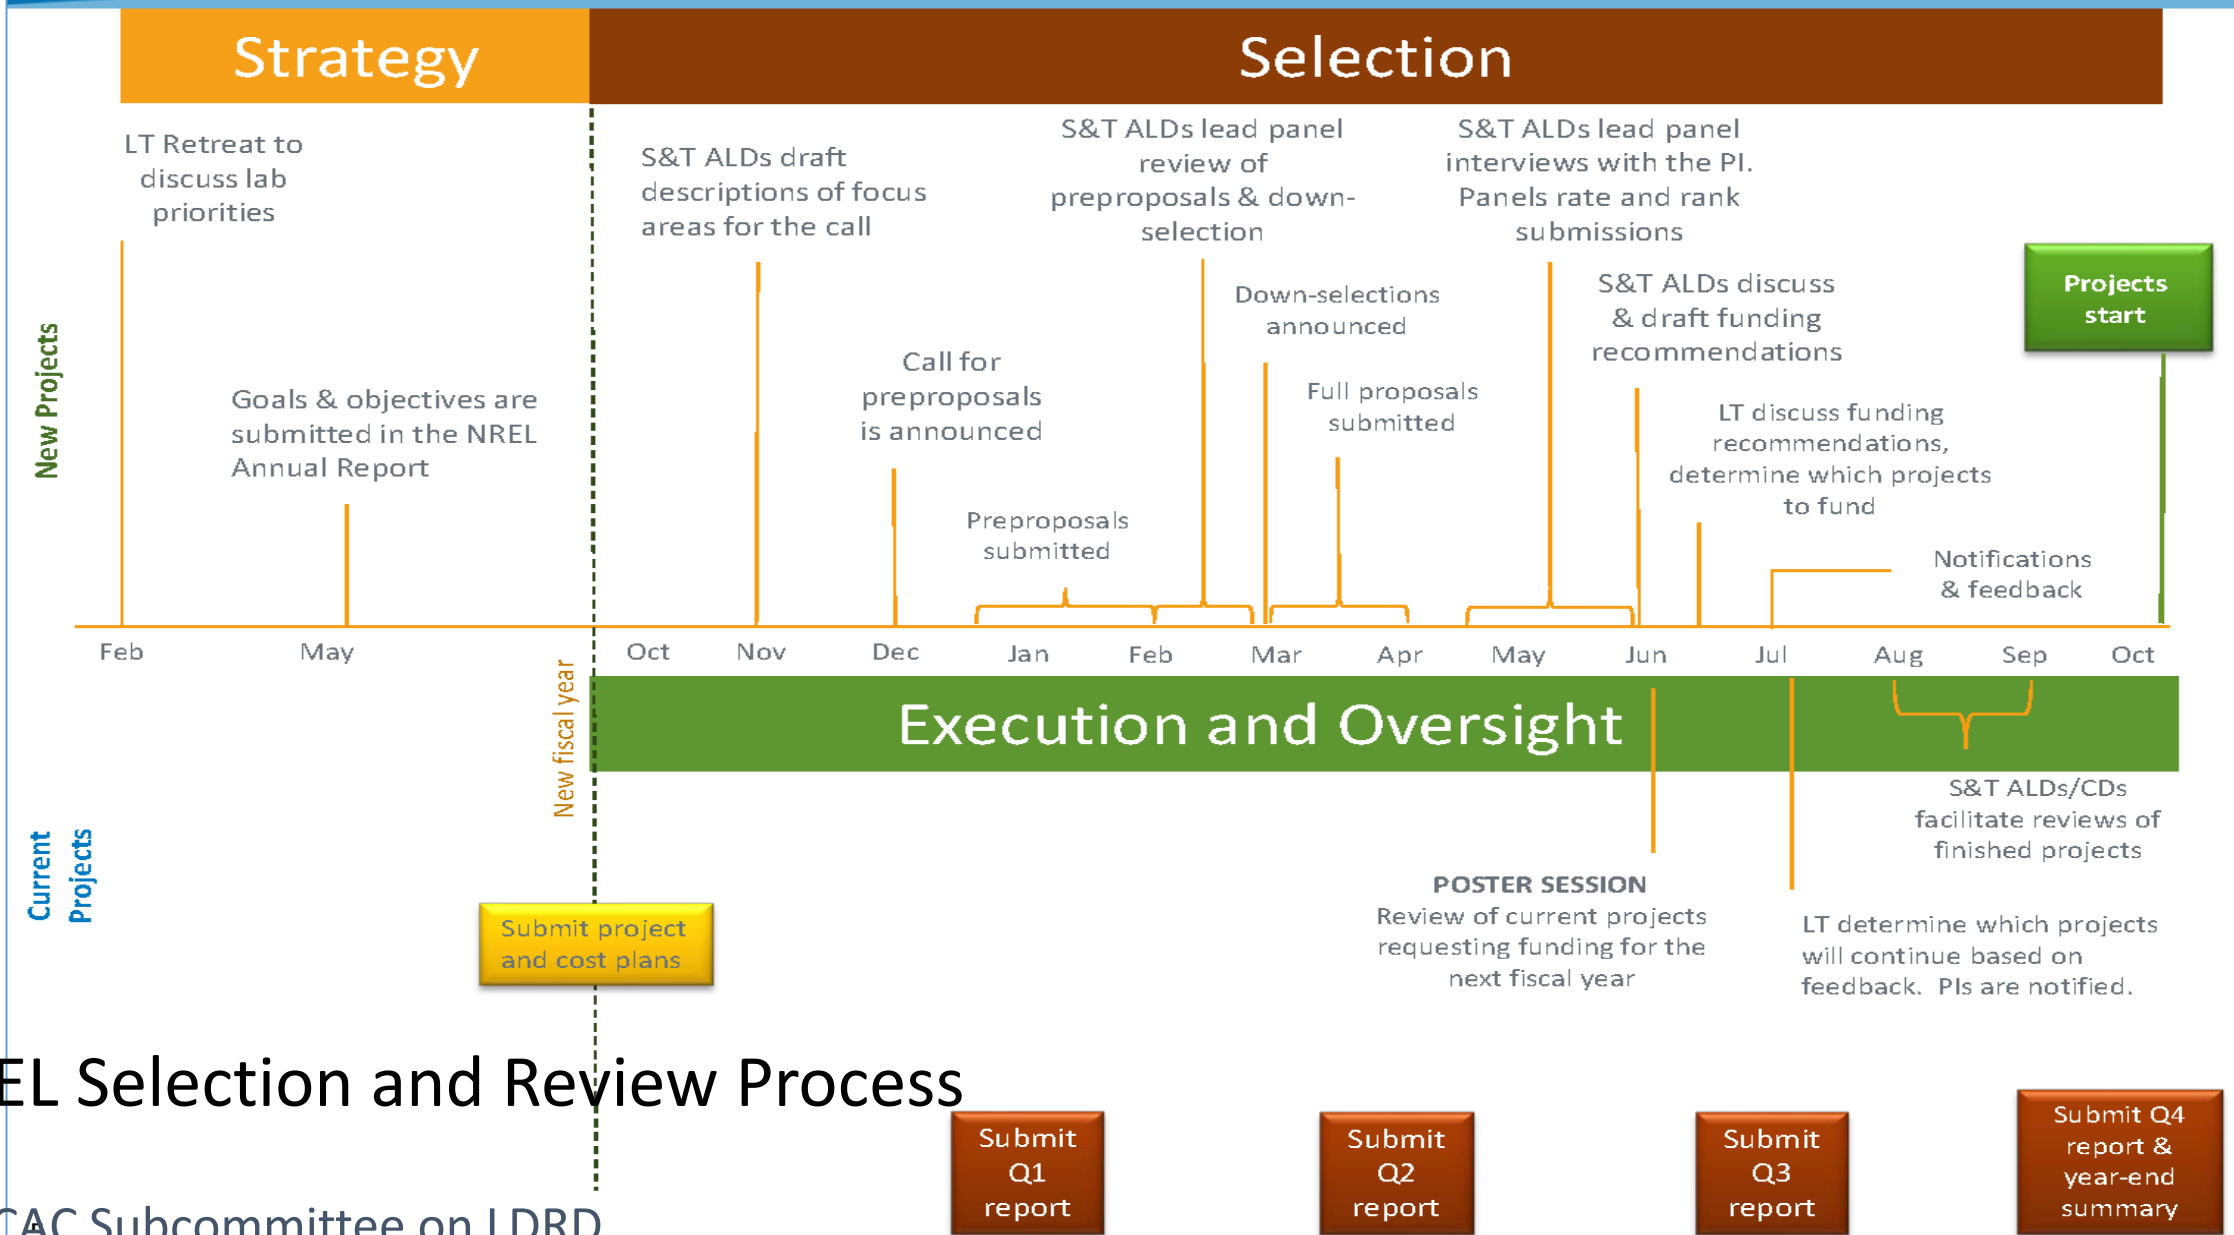 Strategy
Selection
LT Retreat to
discuss lab
priorities
S&T ALDs draft
descriptions of focus
areas for the call
S&T ALDs lead panel
review of
preproposals & down-
selection
S&T ALDs lead panel
interviews with the PI.
Panels rate and rank
submissions
Projects
start
Down-selections
announced
S&T ALDs discuss
& draft funding
recommendations
New Projects
Goals & objectives are
submitted in the NREL
Annual Report
Call for
preproposals
is announced
Full proposals
submitted
LT discuss funding
recommendations,
determine which projects
to fund
Preproposals
submitted
Notifications
& feedback
Feb May Oct Nov Dec Jan Feb Mar Apr May Jun Jul Aug Sep Oct
New fiscal year
Execution and Oversight
Current
Projects
S&T ALDs/CDs
facilitate reviews of
finished projects
POSTER SESSION
Review of current projects
requesting funding for the
next fiscal year
LT determine which projects
will continue based on
feedback. PIs are notified.
Submit project
and cost plans
EL Selection and Review Process
Submit
Q1
report
Submit
Q2
report
Submit
Q3
report
Submit Q4
report &
year-end
summary
CAC Subcommittee on LDRD